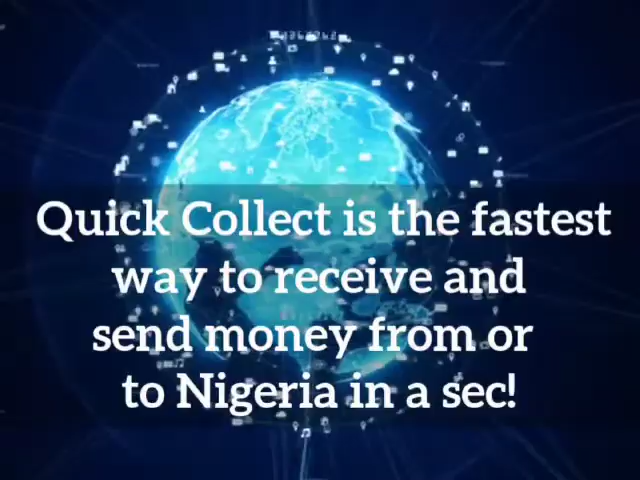 Quick Collect is the fastest
way to receive and
send money from or
to Nigeria in a sec!